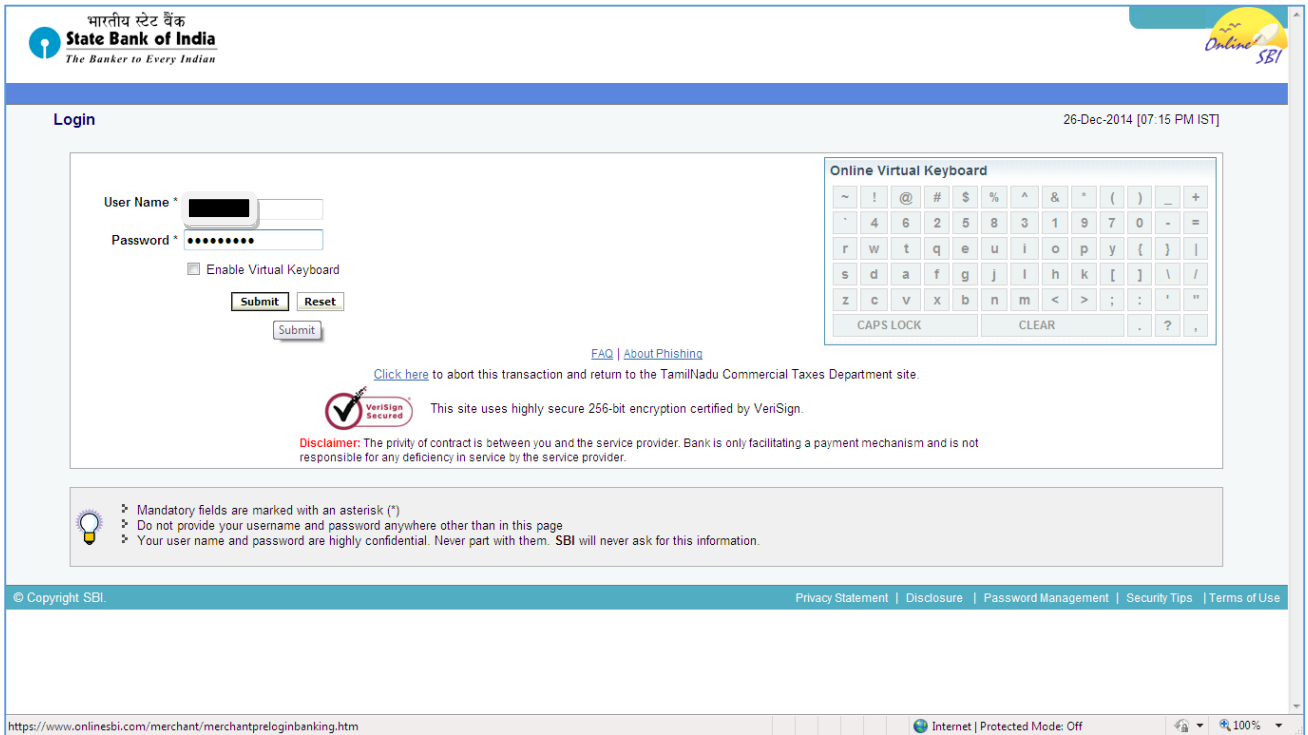 भारतीय स्टेट बैंक
State Bank of India
The Banker to Every Indian
Online SBI
Login
26-Dec-2014 [07:15 PM IST]
User Name *
Password *
Enable Virtual Keyboard
Submit Reset
Submit
Online Virtual Keyboard
~ ! @ # $ % ^ & * ( ) _ +
` 4 6 2 5 8 3 1 9 7 0 - =
r w t q e u i o p y { } |
s d a f g j l h k [ ] \ /
z c v x b n m < > ; : ' "
CAPS LOCK CLEAR . ? ,
FAQ | About Phishing
Click here to abort this transaction and return to the TamilNadu Commercial Taxes Department site.
VeriSign
Secured
This site uses highly secure 256-bit encryption certified by VeriSign.
Disclaimer: The privity of contract is between you and the service provider. Bank is only facilitating a payment mechanism and is not
responsible for any deficiency in service by the service provider.
Mandatory fields are marked with an asterisk (*)
Do not provide your username and password anywhere other than in this page
Your user name and password are highly confidential. Never part with them. SBI will never ask for this information.
© Copyright SBI.
Privacy Statement | Disclosure | Password Management | Security Tips | Terms of Use
https://www.onlinesbi.com/merchant/merchantpreloginbanking.htm
Internet | Protected Mode: Off
100%